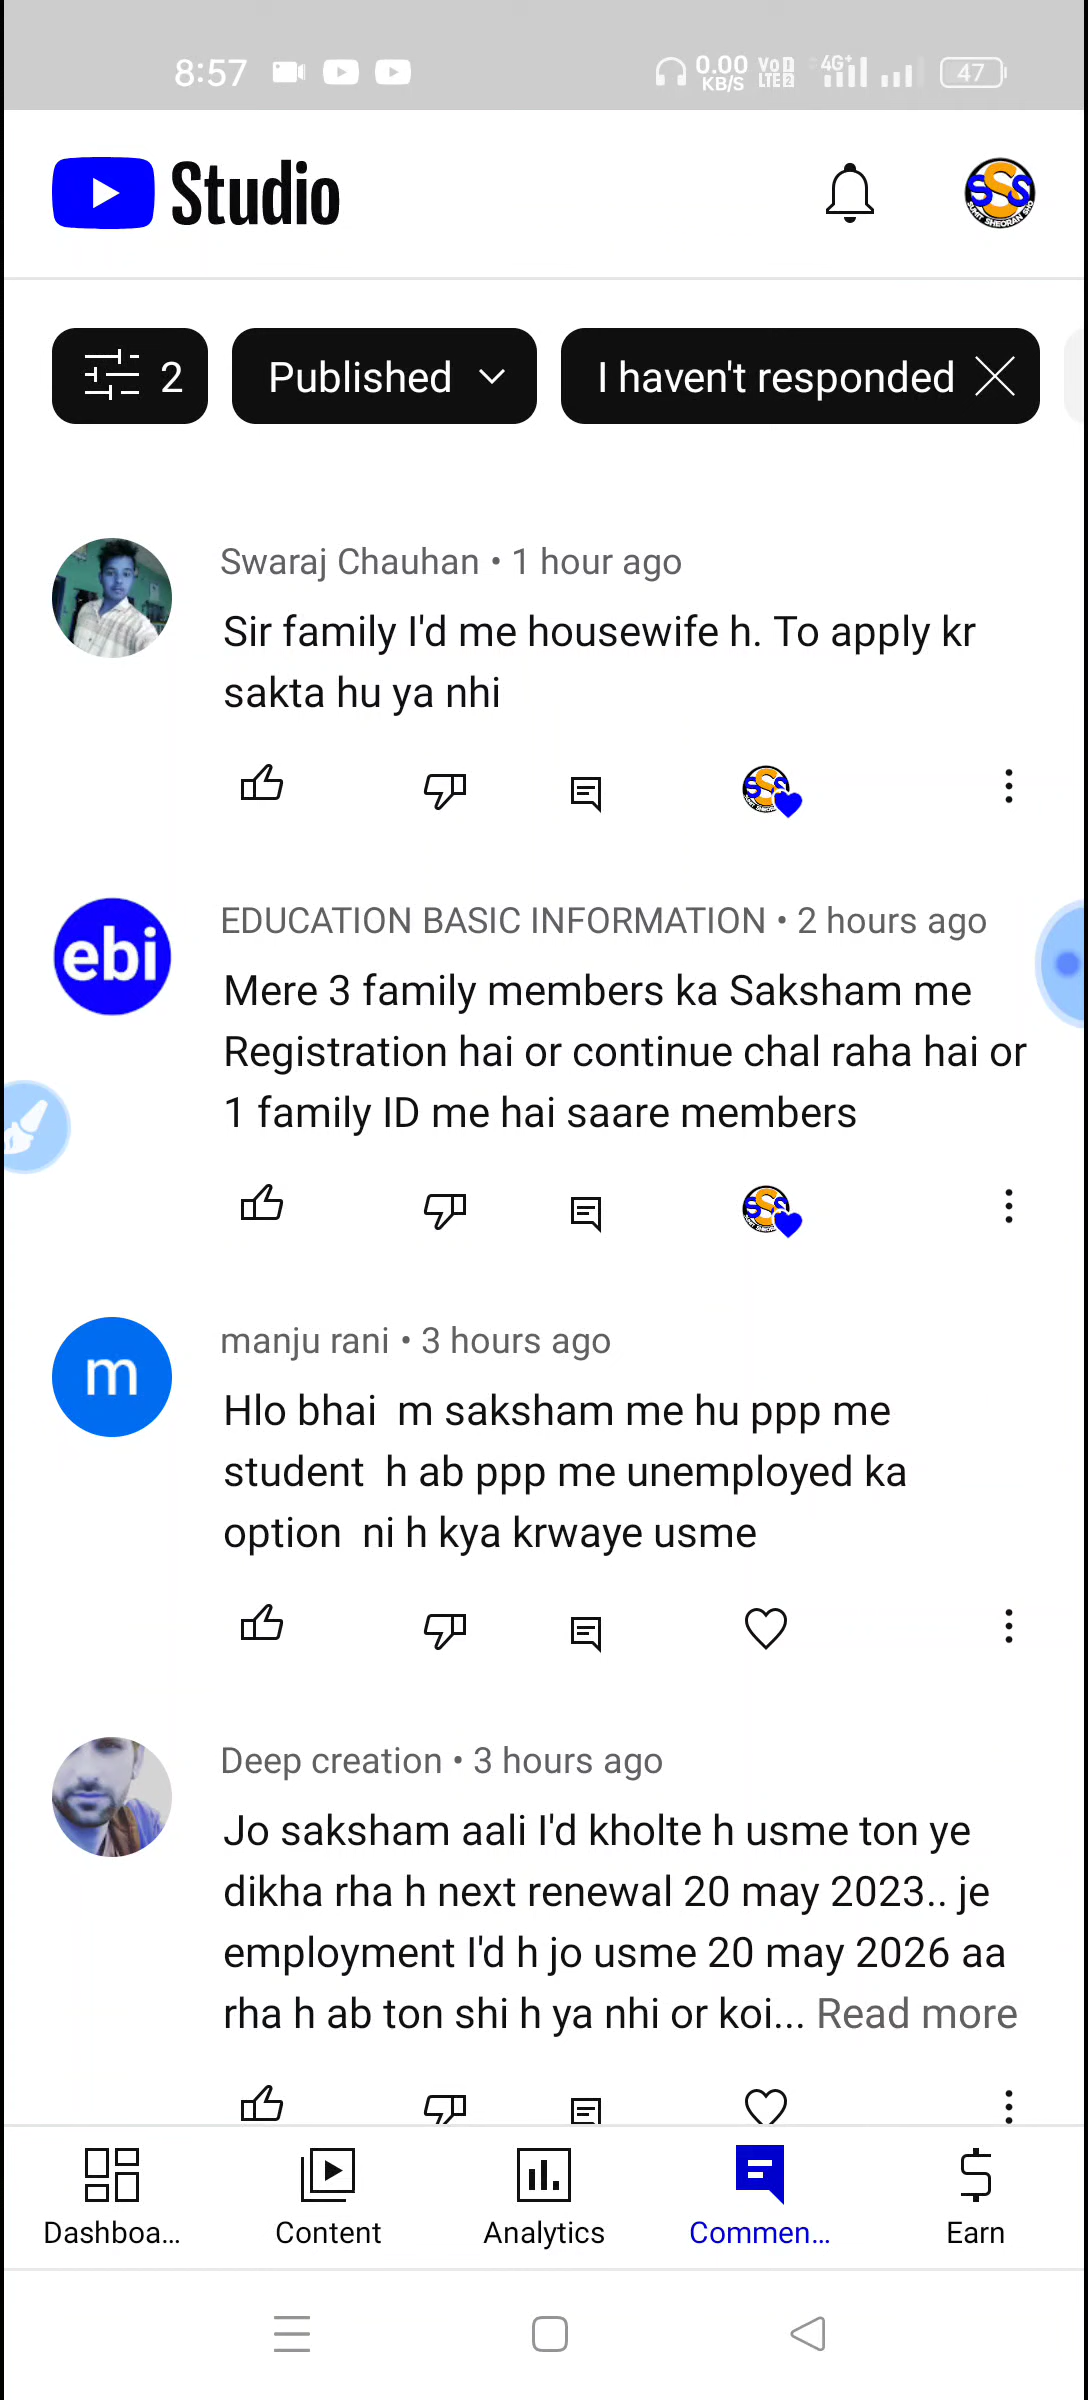 8:57
0.00 KB/S
Vo LTE 2
4G+
47
Studio
SSS
2
Published
I haven't responded
Swaraj Chauhan • 1 hour ago
Sir family I'd me housewife h. To apply kr
sakta hu ya nhi
ebi
EDUCATION BASIC INFORMATION • 2 hours ago
Mere 3 family members ka Saksham me
Registration hai or continue chal raha hai or
1 family ID me hai saare members
m
manju rani • 3 hours ago
Hlo bhai  m saksham me hu ppp me
student  h ab ppp me unemployed ka
option  ni h kya krwaye usme
Deep creation • 3 hours ago
Jo saksham aali I'd kholte h usme ton ye
dikha rha h next renewal 20 may 2023.. je
employment I'd h jo usme 20 may 2026 aa
rha h ab ton shi h ya nhi or koi... Read more
Dashboa...
Content
Analytics
Commen...
Earn